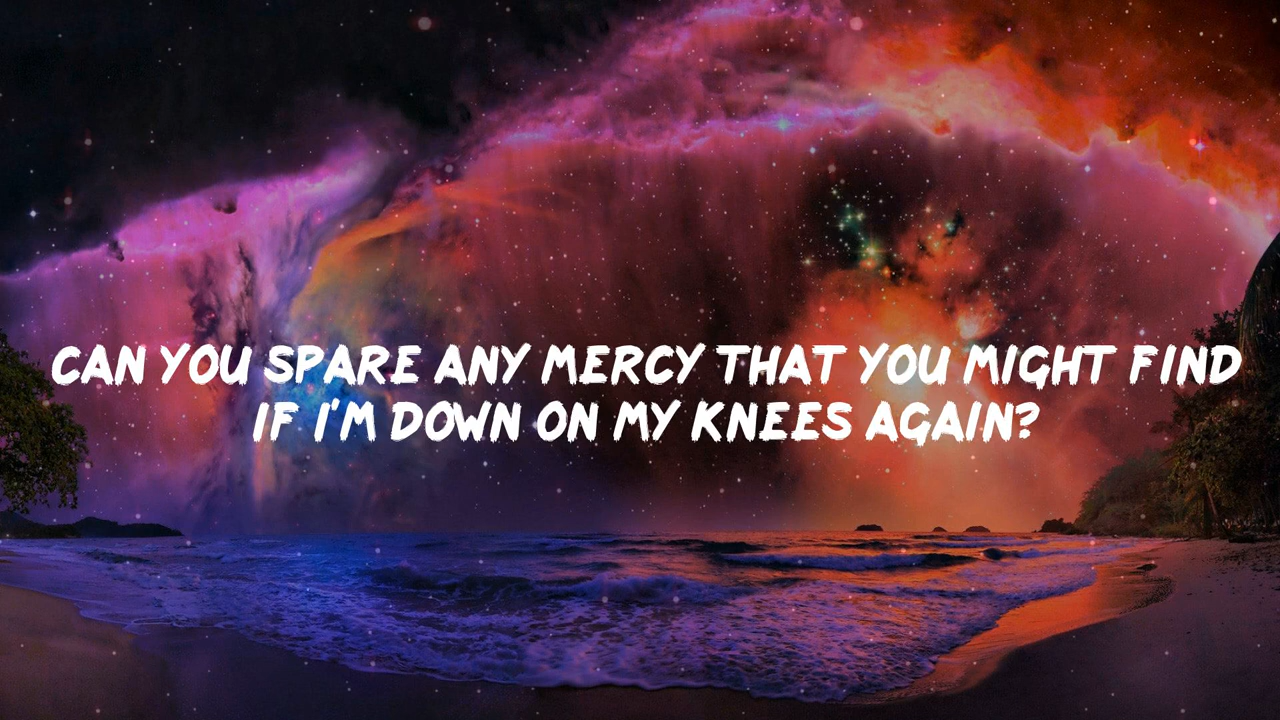 CAN YOU SPARE ANY MERCY THAT YOU MIGHT FIND
IF I'M DOWN ON MY KNEES AGAIN?